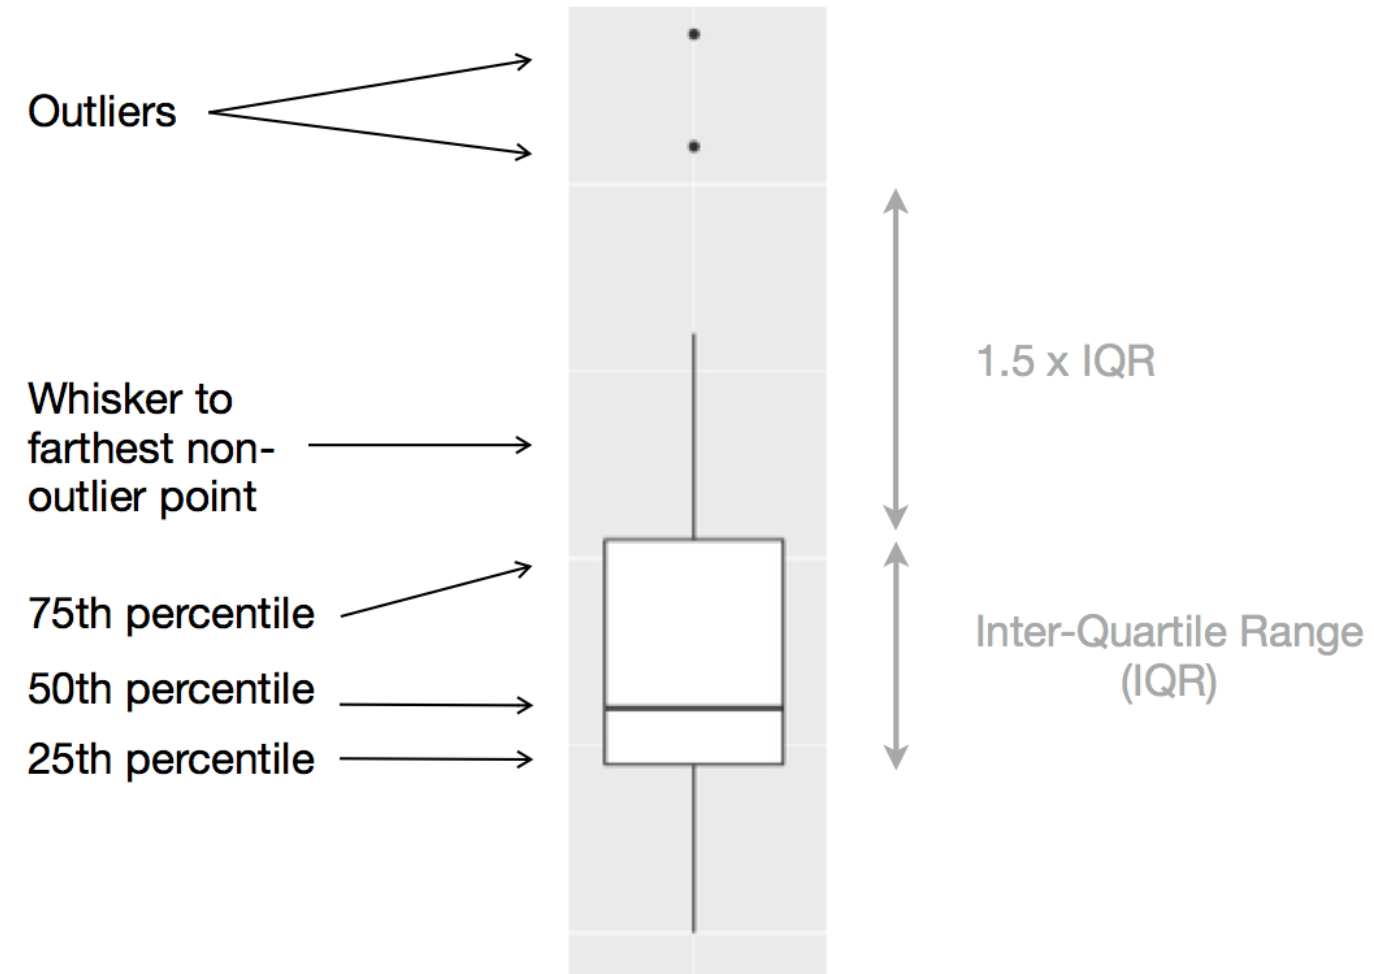 Outliers
Whisker to
farthest non-
outlier point
75th percentile
50th percentile
25th percentile
1.5 x IQR
Inter-Quartile Range
(IQR)